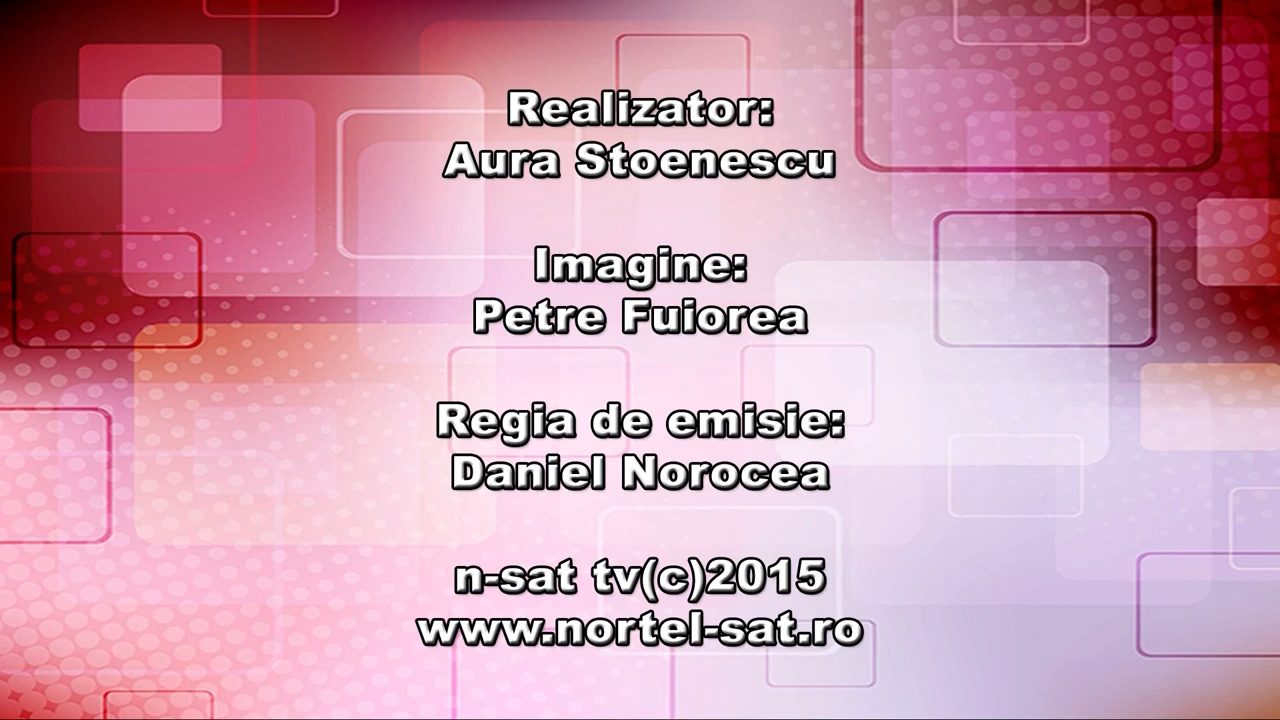 Realizator:
Aura Stoenescu
Imagine:
Petre Fuiorea
Regia de emisie:
Daniel Norocea
n-sat tv(c)2015
www.nortel-sat.ro